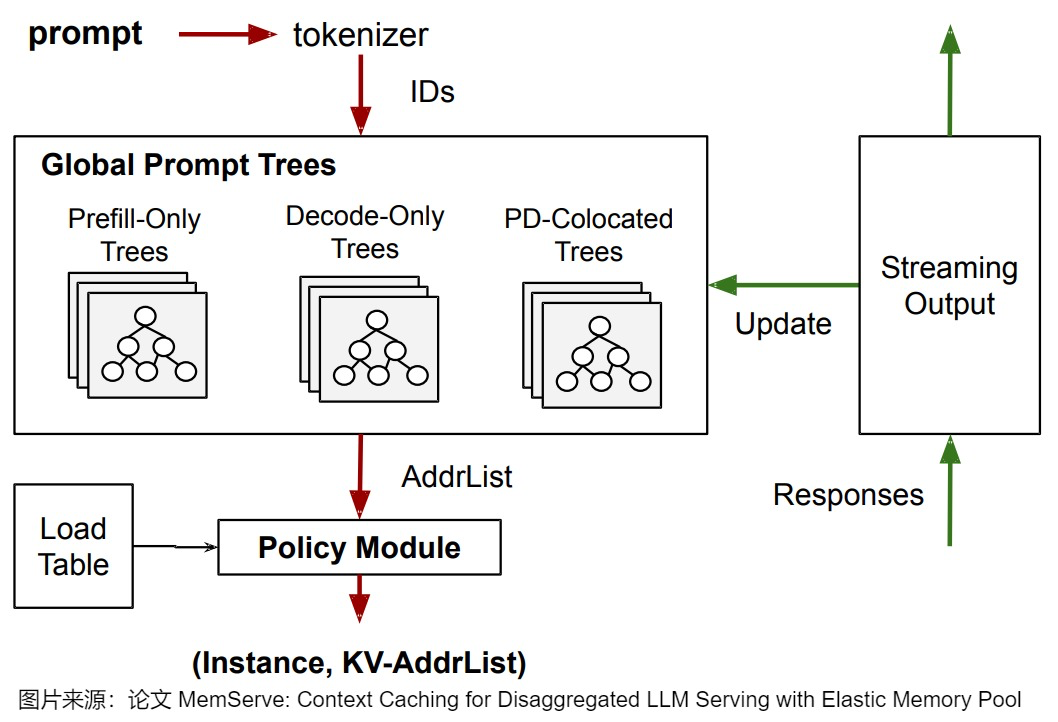 prompt
tokenizer
IDs
Global Prompt Trees
Prefill-Only
Trees
Decode-Only
Trees
PD-Colocated
Trees
Streaming
Output
Update
Responses
AddrList
Load
Table
Policy Module
(Instance, KV-AddrList)
图片来源：论文 MemServe: Context Caching for Disaggregated LLM Serving with Elastic Memory Pool